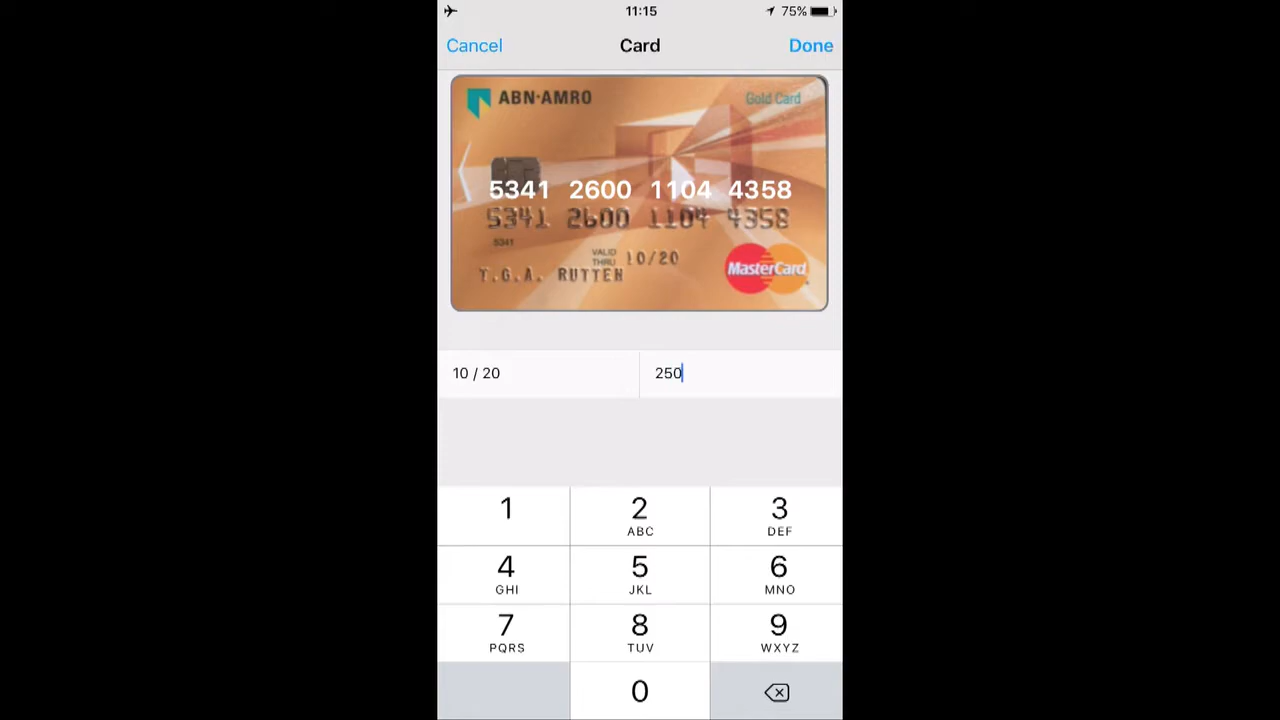 11:15
75%
Cancel Card Done
ABN·AMRO Gold Card
5341 2600 1104 4358
5341 2600 1104 4358
5341
VALID THRU 10/20
T.G.A. RUTTEN
MasterCard
10 / 20 250
1 2 3
ABC DEF
4 5 6
GHI JKL MNO
7 8 9
PQRS TUV WXYZ
0